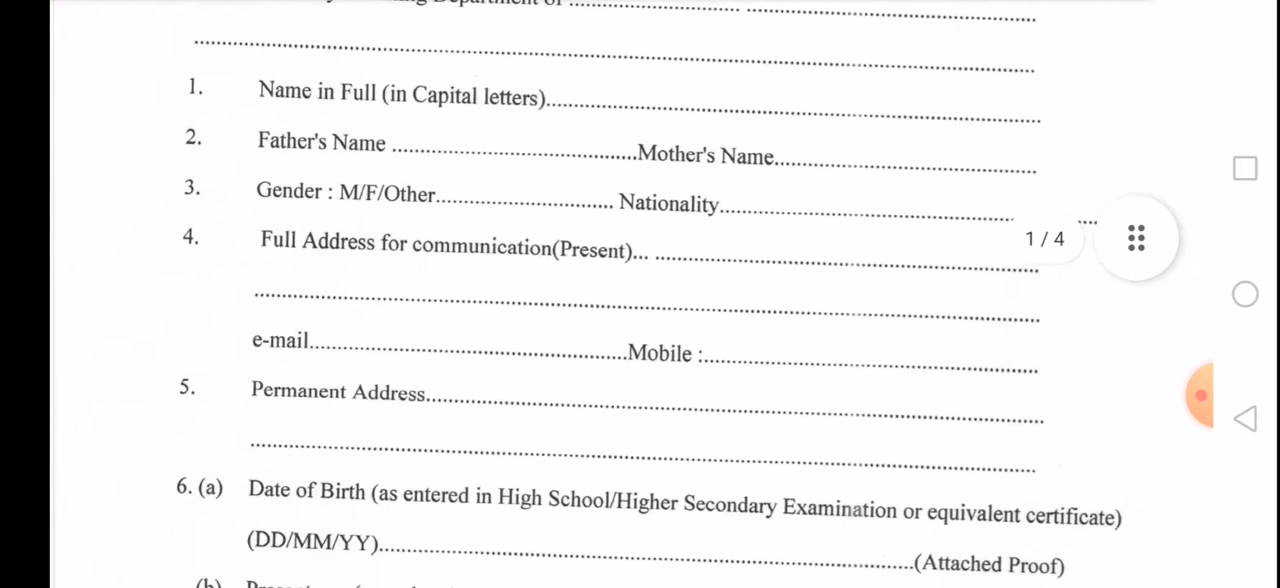 Department of .................................... ............................................................
..............................................................................................................
1. Name in Full (in Capital letters)..........................................................................
2. Father's Name ......................................Mother's Name........................................
3. Gender : M/F/Other............................ Nationality.............................................
4. Full Address for communication(Present)... ............................................................
..............................................................................................................
1 / 4
e-mail..................................................Mobile :.................................................
5. Permanent Address.........................................................................................
..............................................................................................................
6. (a) Date of Birth (as entered in High School/Higher Secondary Examination or equivalent certificate)
(DD/MM/YY)....................................................................................(Attached Proof)
(b)